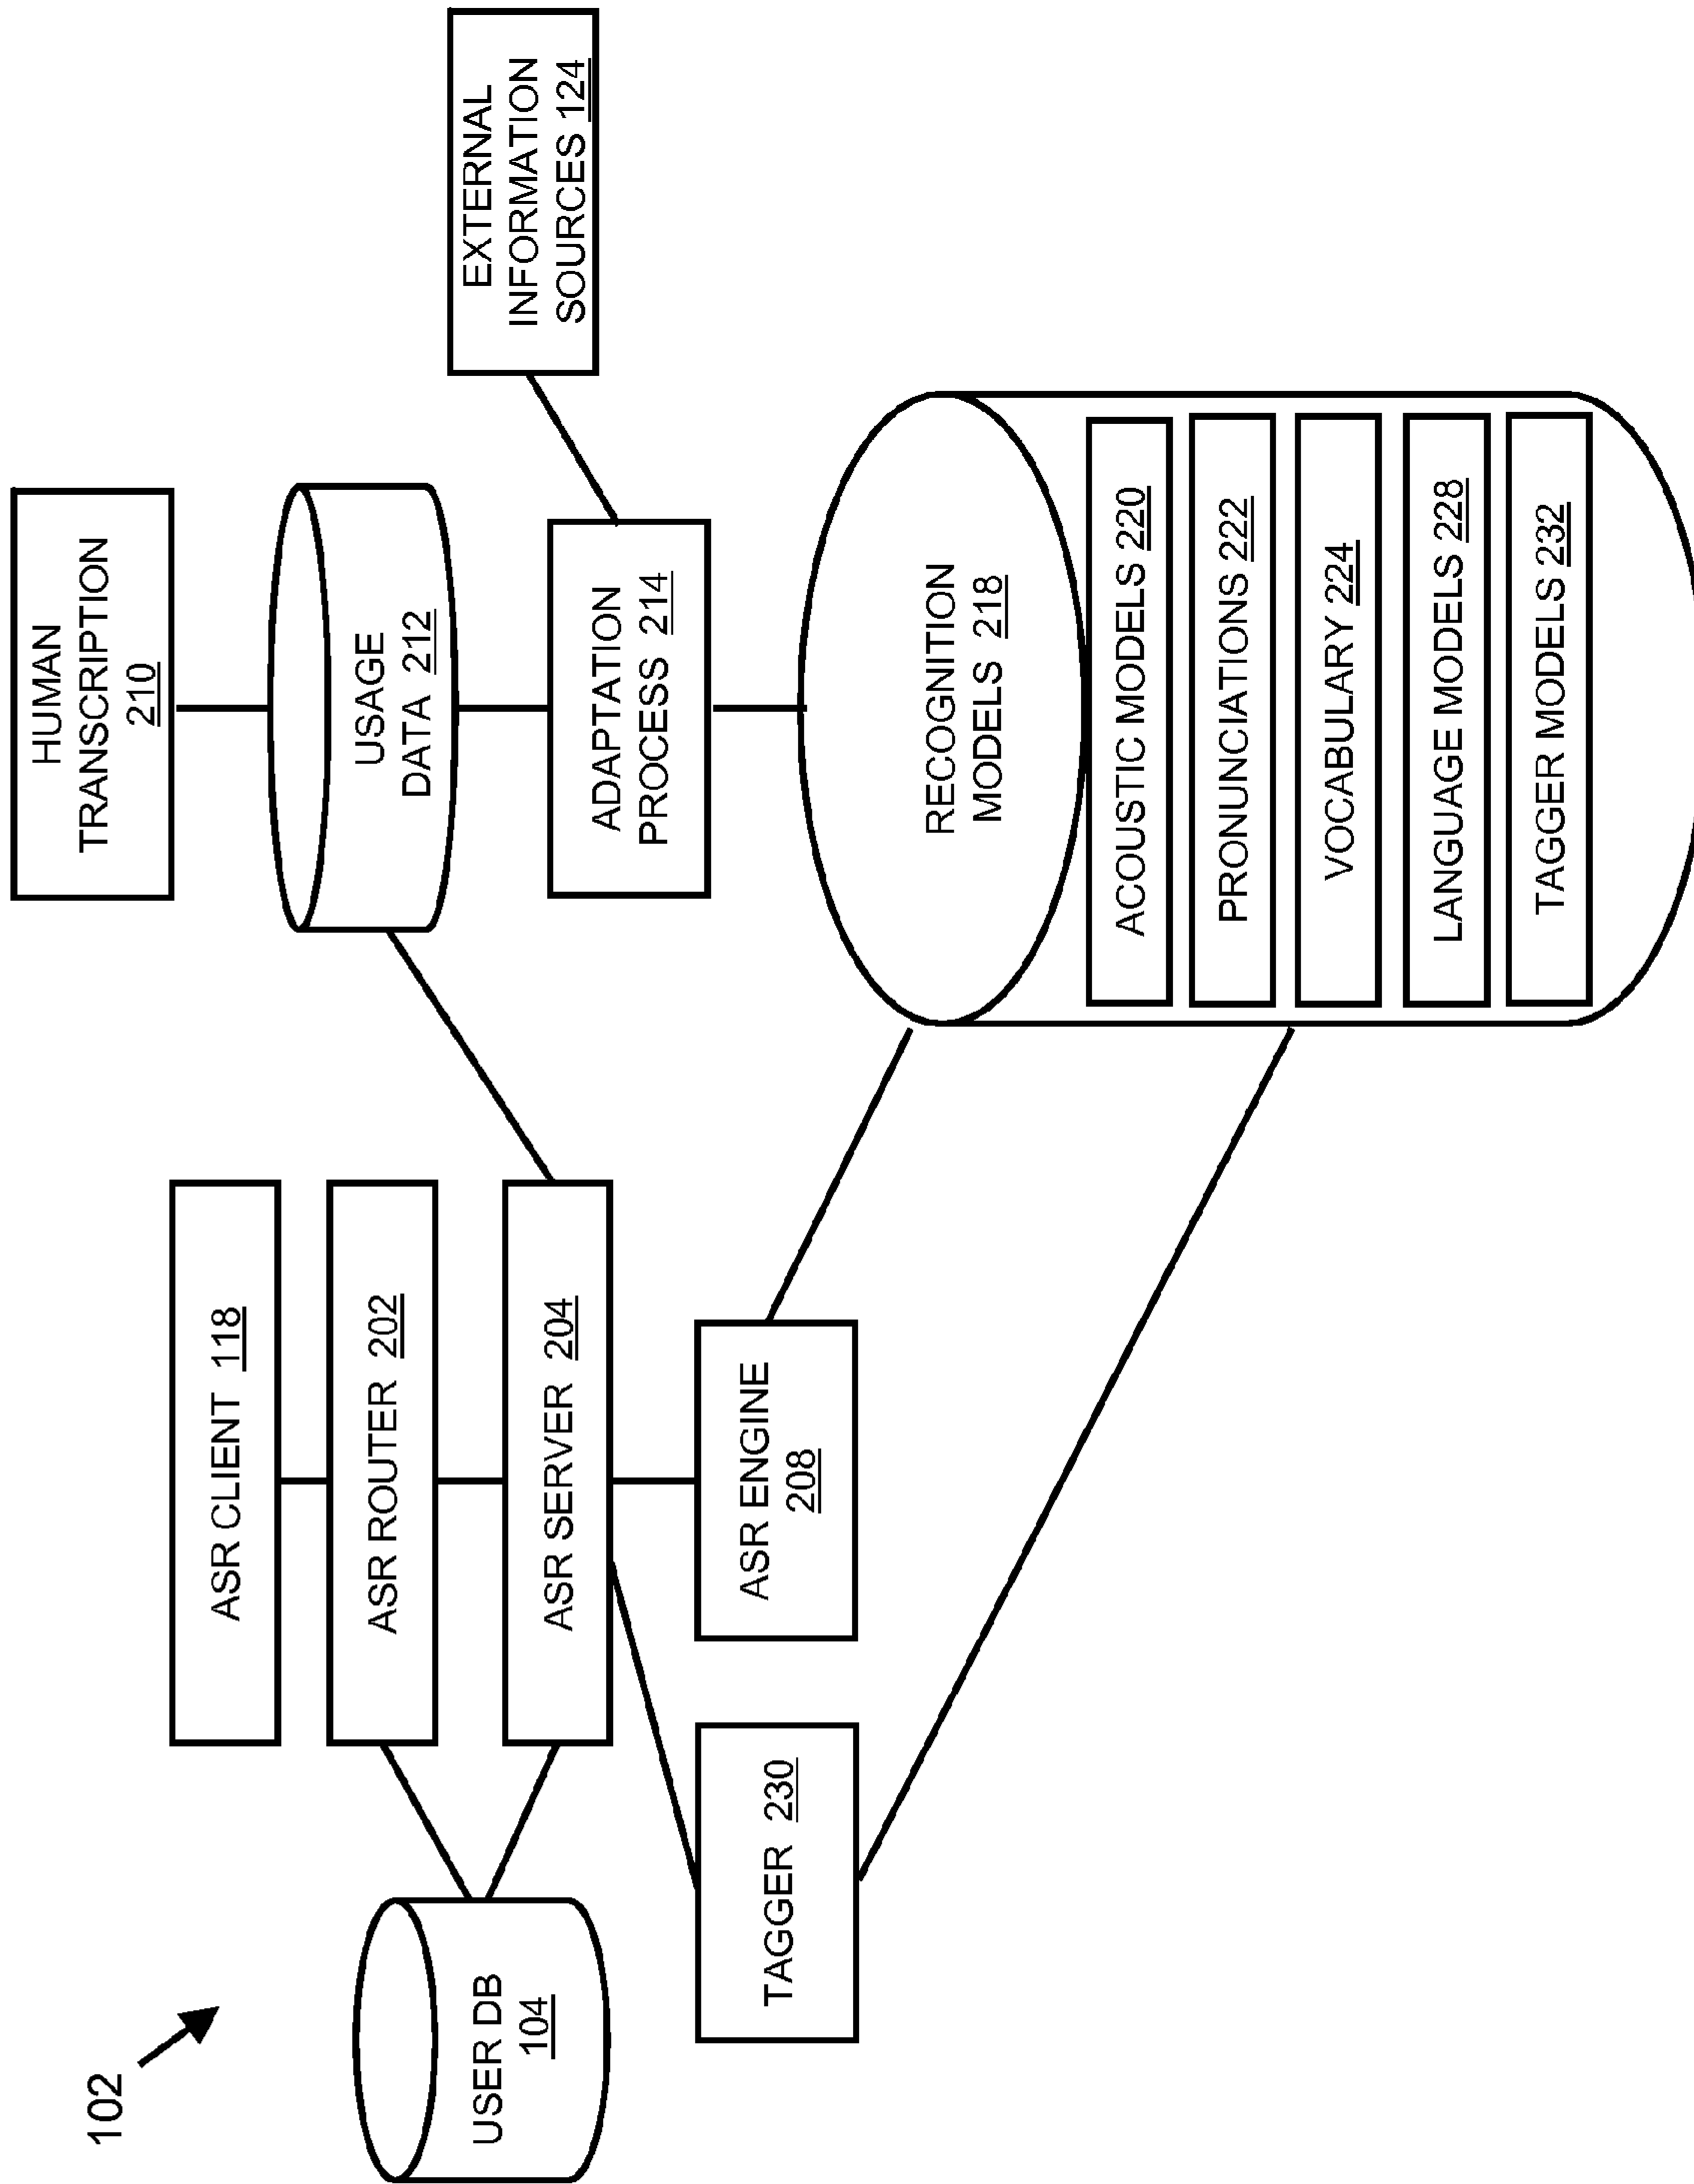 102
USER DB
104
ASR CLIENT 118
ASR ROUTER 202
ASR SERVER 204
TAGGER 230
ASR ENGINE
208
HUMAN
TRANSCRIPTION
210
USAGE
DATA 212
ADAPTATION
PROCESS 214
EXTERNAL
INFORMATION
SOURCES 124
RECOGNITION
MODELS 218
ACOUSTIC MODELS 220
PRONUNCIATIONS 222
VOCABULARY 224
LANGUAGE MODELS 228
TAGGER MODELS 232